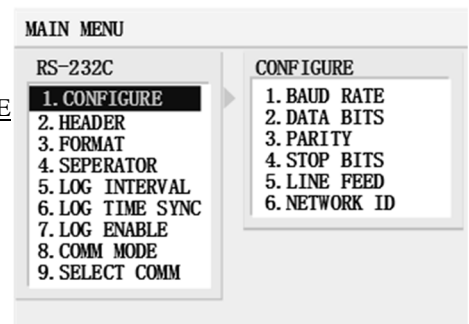 MAIN MENU
RS-232C
1. CONFIGURE
2. HEADER
3. FORMAT
4. SEPERATOR
5. LOG INTERVAL
6. LOG TIME SYNC
7. LOG ENABLE
8. COMM MODE
9. SELECT COMM
CONFIGURE
1. BAUD RATE
2. DATA BITS
3. PARITY
4. STOP BITS
5. LINE FEED
6. NETWORK ID
E